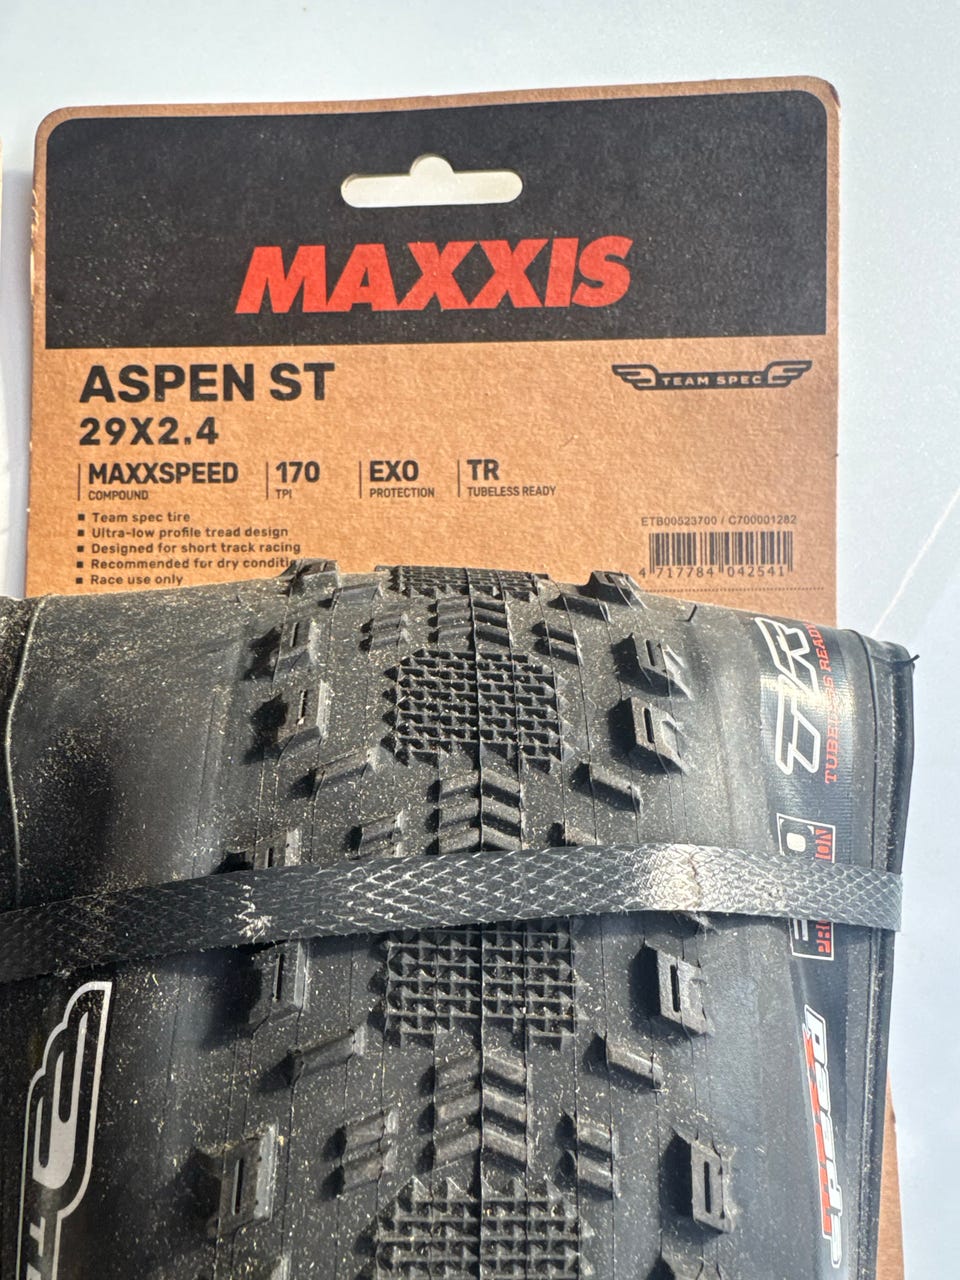 MAXXIS
ASPEN ST
TEAM SPEC
29X2.4
MAXXSPEED
COMPOUND
170
TPI
EXO
PROTECTION
TR
TUBELESS READY
Team spec tire
Ultra-low profile tread design
Designed for short track racing
Recommended for dry
Race use only
ETB00523700 / C700001282
4 717784 042541
TR
TUBELESS READY